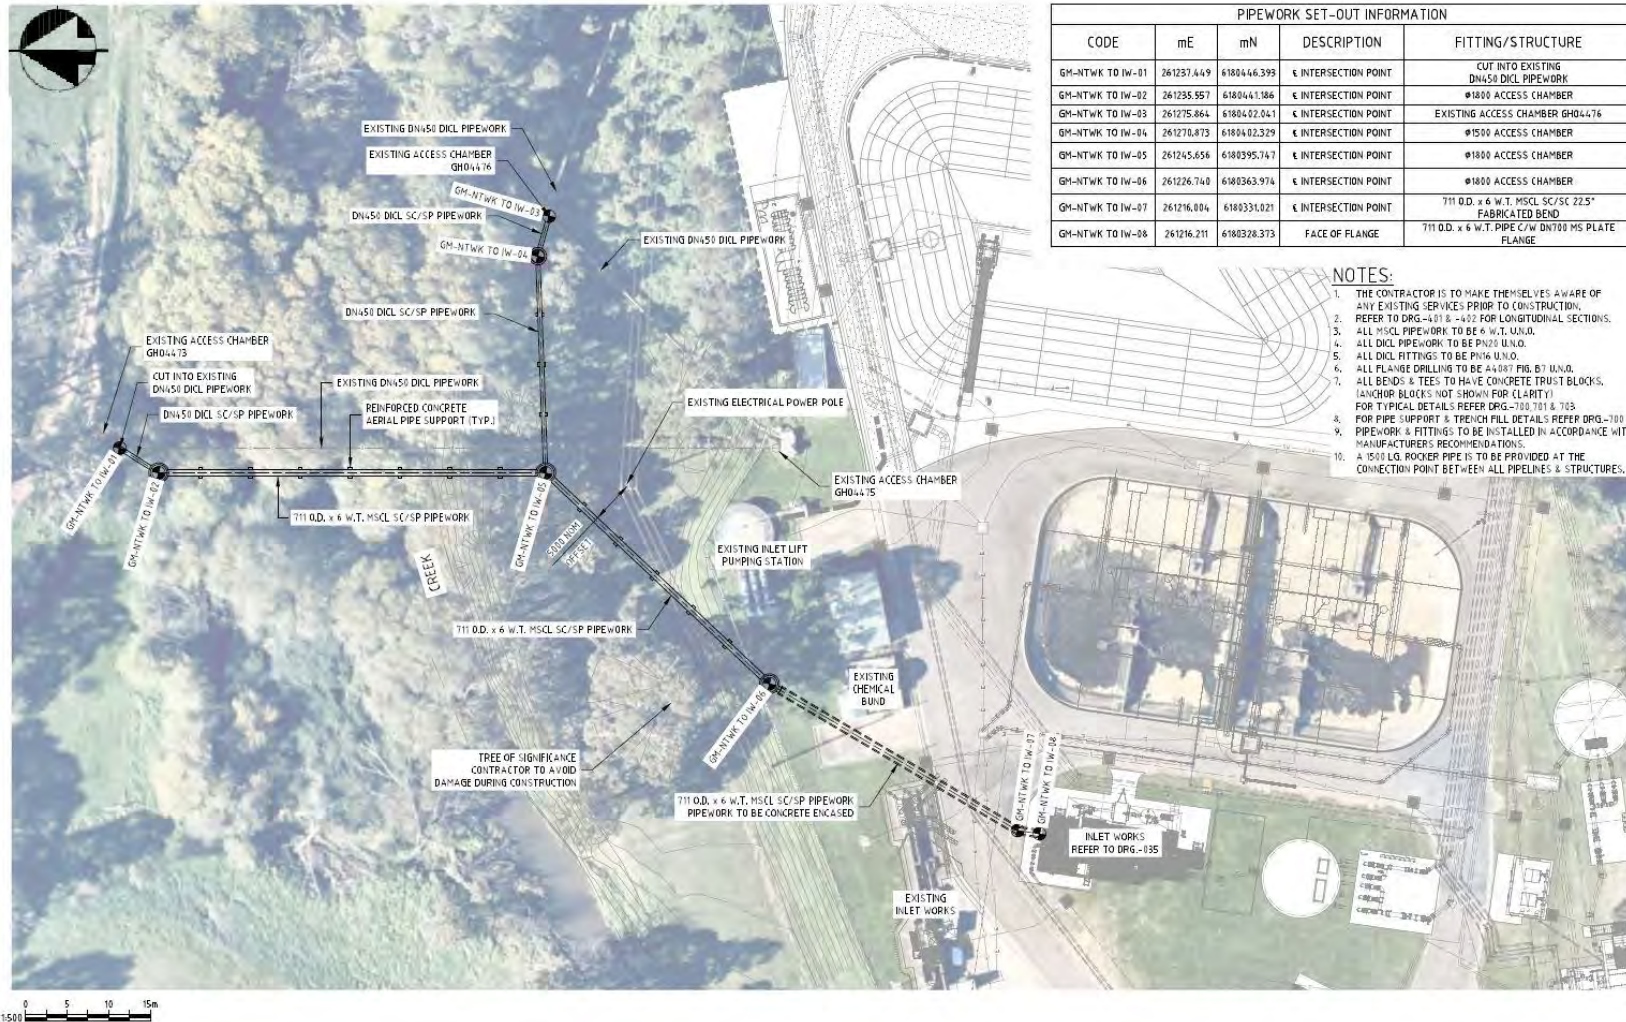 PIPEWORK SET-OUT INFORMATION
CODE mE mN DESCRIPTION FITTING/STRUCTURE
GM-NTWK TO IW-01 261237.449 6180446.393 ℄ INTERSECTION POINT CUT INTO EXISTING
DN450 DICL PIPEWORK
GM-NTWK TO IW-02 261235.557 6180441.186 ℄ INTERSECTION POINT ø1800 ACCESS CHAMBER
GM-NTWK TO IW-03 261275.864 6180402.041 ℄ INTERSECTION POINT EXISTING ACCESS CHAMBER GH04476
GM-NTWK TO IW-04 261270.873 6180402.329 ℄ INTERSECTION POINT ø1500 ACCESS CHAMBER
GM-NTWK TO IW-05 261245.656 6180395.747 ℄ INTERSECTION POINT ø1800 ACCESS CHAMBER
GM-NTWK TO IW-06 261226.740 6180363.974 ℄ INTERSECTION POINT ø1800 ACCESS CHAMBER
GM-NTWK TO IW-07 261216.004 6180331.021 ℄ INTERSECTION POINT 711 O.D. x 6 W.T. MSCL SC/SC 22.5°
FABRICATED BEND
GM-NTWK TO IW-08 261216.211 6180328.373 FACE OF FLANGE 711 O.D. x 6 W.T. PIPE C/W DN700 MS PLATE
FLANGE
NOTES:
1. THE CONTRACTOR IS TO MAKE THEMSELVES AWARE OF
ANY EXISTING SERVICES PRIOR TO CONSTRUCTION.
2. REFER TO DRG.-401 & -402 FOR LONGITUDINAL SECTIONS.
3. ALL MSCL PIPEWORK TO BE 6 W.T. U.N.O.
4. ALL DICL PIPEWORK TO BE PN20 U.N.O.
5. ALL DICL FITTINGS TO BE PN16 U.N.O.
6. ALL FLANGE DRILLING TO BE A4087 FIG. B7 U.N.O.
7. ALL BENDS & TEES TO HAVE CONCRETE TRUST BLOCKS.
(ANCHOR BLOCKS NOT SHOWN FOR CLARITY)
FOR TYPICAL DETAILS REFER DRG.-700,701 & 703
8. FOR PIPE SUPPORT & TRENCH FILL DETAILS REFER DRG.-700
9. PIPEWORK & FITTINGS TO BE INSTALLED IN ACCORDANCE WIT
MANUFACTURERS RECOMMENDATIONS.
10. A 1500 LG. ROCKER PIPE IS TO BE PROVIDED AT THE
CONNECTION POINT BETWEEN ALL PIPELINES & STRUCTURES.
EXISTING DN450 DICL PIPEWORK
EXISTING ACCESS CHAMBER
GH04476
GM-NTWK TO IW-03
DN450 DICL SC/SP PIPEWORK
GM-NTWK TO IW-04
EXISTING DN450 DICL PIPEWORK
DN450 DICL SC/SP PIPEWORK
EXISTING ACCESS CHAMBER
GH04473
CUT INTO EXISTING
DN450 DICL PIPEWORK
DN450 DICL SC/SP PIPEWORK
EXISTING DN450 DICL PIPEWORK
REINFORCED CONCRETE
AERIAL PIPE SUPPORT (TYP.)
EXISTING ELECTRICAL POWER POLE
EXISTING ACCESS CHAMBER
GH04475
GM-NTWK TO IW-01
GM-NTWK TO IW-02
711 O.D. x 6 W.T. MSCL SC/SP PIPEWORK
GM-NTWK TO IW-05
5000 NOM
OFFSET
CREEK
EXISTING INLET LIFT
PUMPING STATION
711 O.D. x 6 W.T. MSCL SC/SP PIPEWORK
EXISTING
CHEMICAL
BUND
GM-NTWK TO IW-06
TREE OF SIGNIFICANCE
CONTRACTOR TO AVOID
DAMAGE DURING CONSTRUCTION
711 O.D. x 6 W.T. MSCL SC/SP PIPEWORK
PIPEWORK TO BE CONCRETE ENCASED
GM-NTWK TO IW-07
GM-NTWK TO IW-08
INLET WORKS
REFER TO DRG.-035
EXISTING
INLET WORKS
0 5 10 15m
1:500